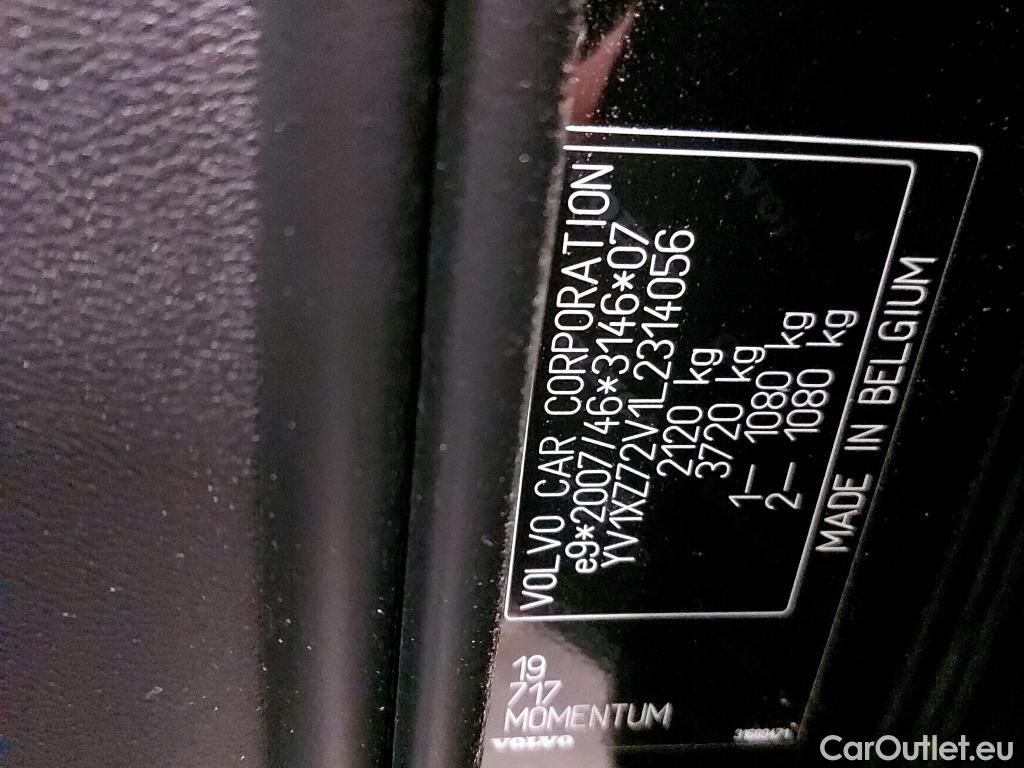 VOLVO CAR CORPORATION
e9*2007/46*3146*07
YV1XZ72V1L2314056
2120 kg
3720 kg
1– 1080 kg
2– 1080 kg
MADE IN BELGIUM
19
717
MOMENTUM
VOLVO
CarOutlet.eu